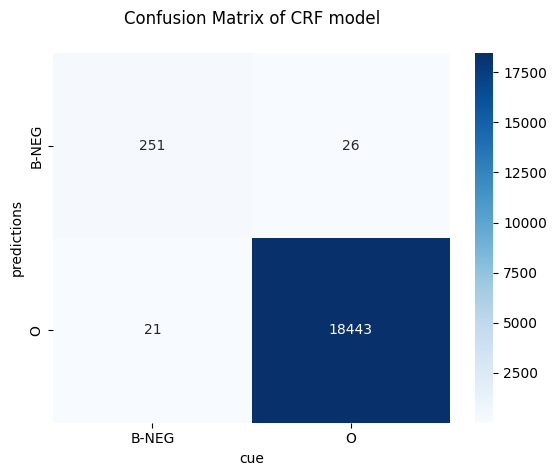 Confusion Matrix of CRF model
predictions
B-NEG
251
26
O
21
18443
B-NEG
O
cue
17500
15000
12500
10000
7500
5000
2500